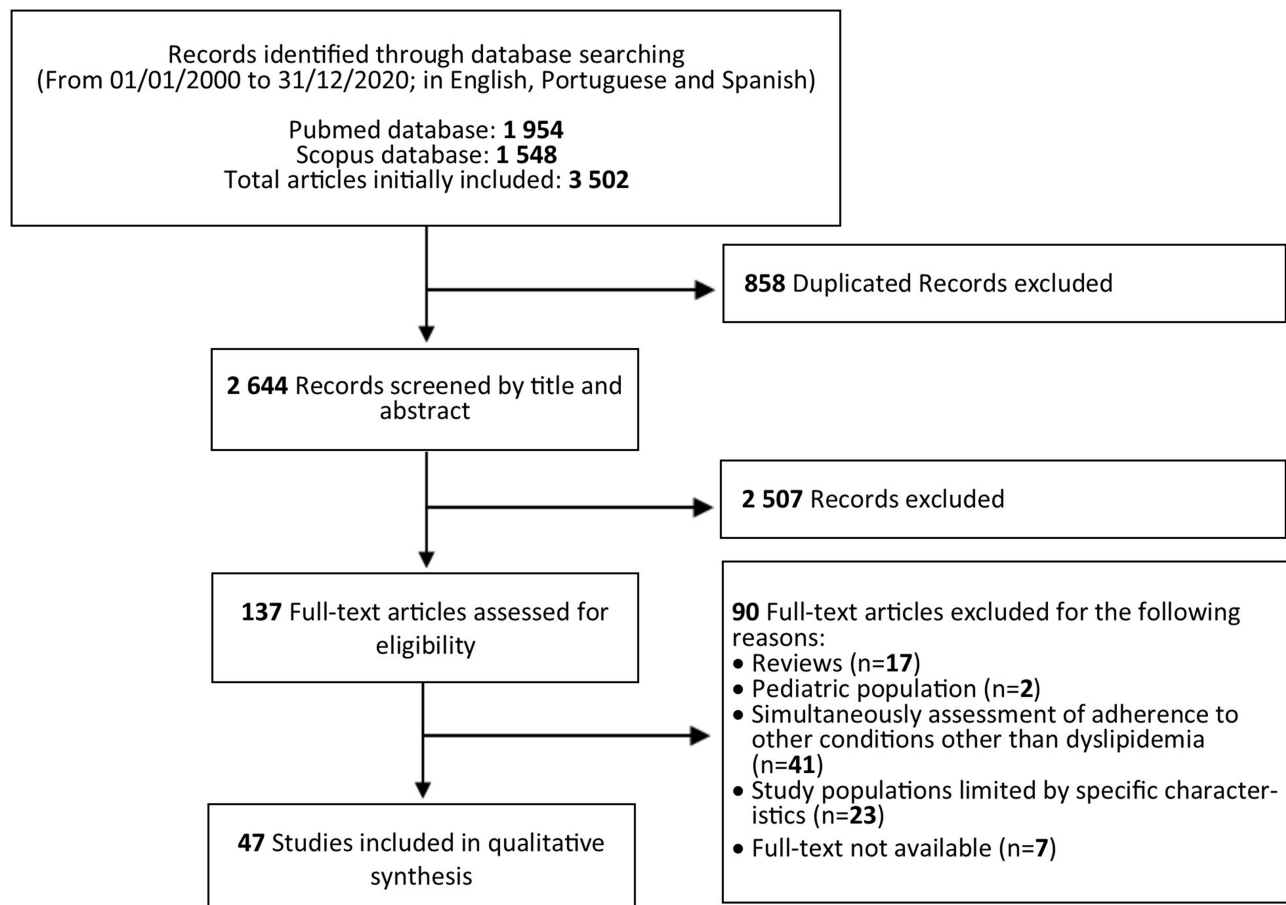 Records identified through database searching
(From 01/01/2000 to 31/12/2020; in English, Portuguese and Spanish)
Pubmed database: 1 954
Scopus database: 1 548
Total articles initially included: 3 502
858 Duplicated Records excluded
2 644 Records screened by title and
abstract
2 507 Records excluded
137 Full-text articles assessed for
eligibility
90 Full-text articles excluded for the following
reasons:
• Reviews (n=17)
• Pediatric population (n=2)
• Simultaneously assessment of adherence to
other conditions other than dyslipidemia
(n=41)
• Study populations limited by specific character-
istics (n=23)
• Full-text not available (n=7)
47 Studies included in qualitative
synthesis